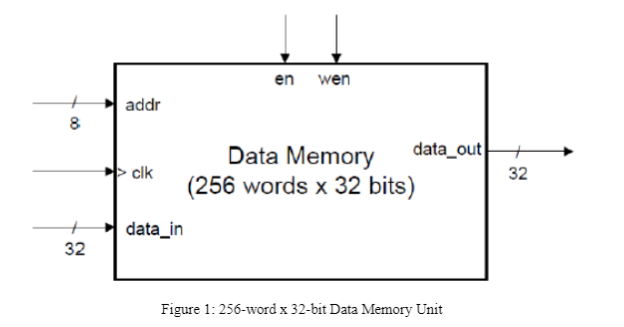 en wen
addr
8
Data Memory
data_out
clk
(256 words x 32 bits)
32
data_in
32
Figure 1: 256-word x 32-bit Data Memory Unit